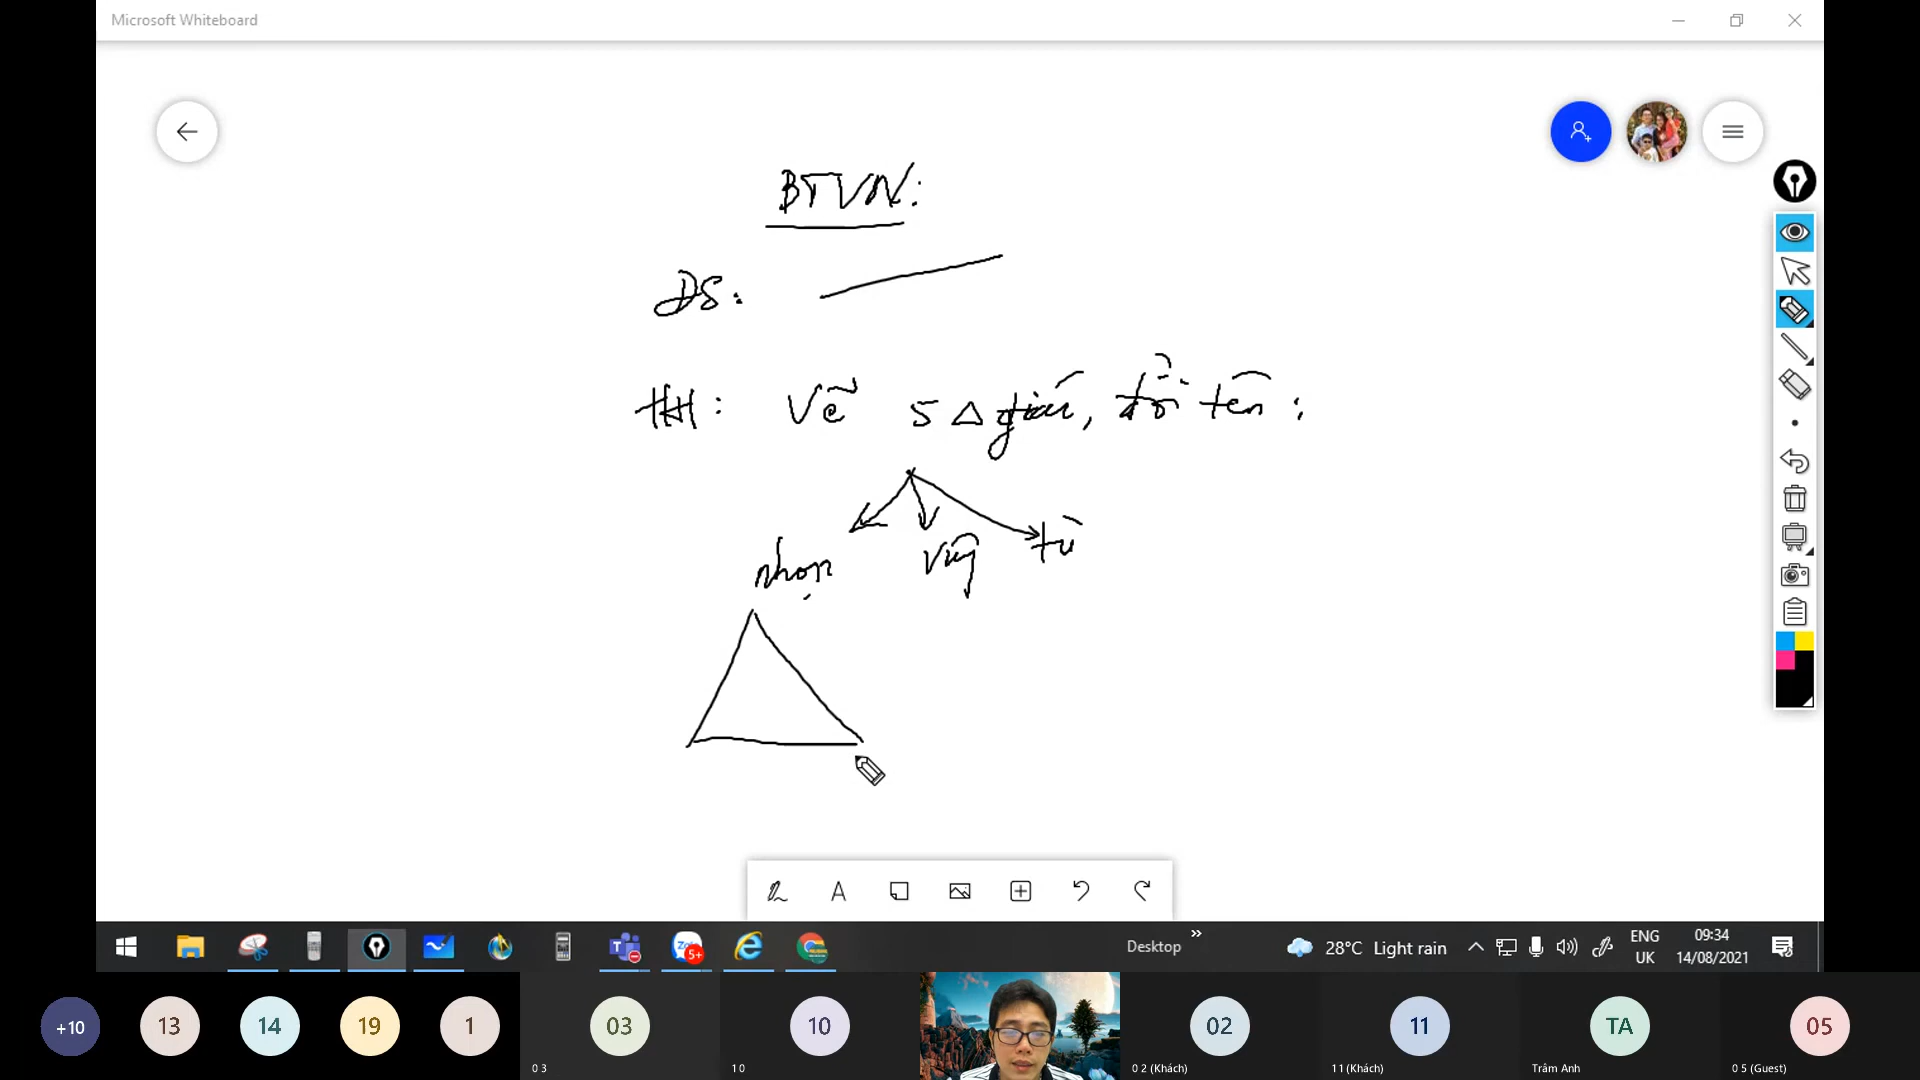 Microsoft Whiteboard
BTVN:
ĐS:
HH: Vẽ 5 △ giác, đổi tên:
nhọn
tù
A
Desktop
28°C Light rain
ENG
UK
09:34
14/08/2021
5+
+10
13
14
19
1
03
10
02
11
TA
05
0 3
1 0
0 2 (Khách)
1 1 (Khách)
Trâm Anh
0 5 (Guest)